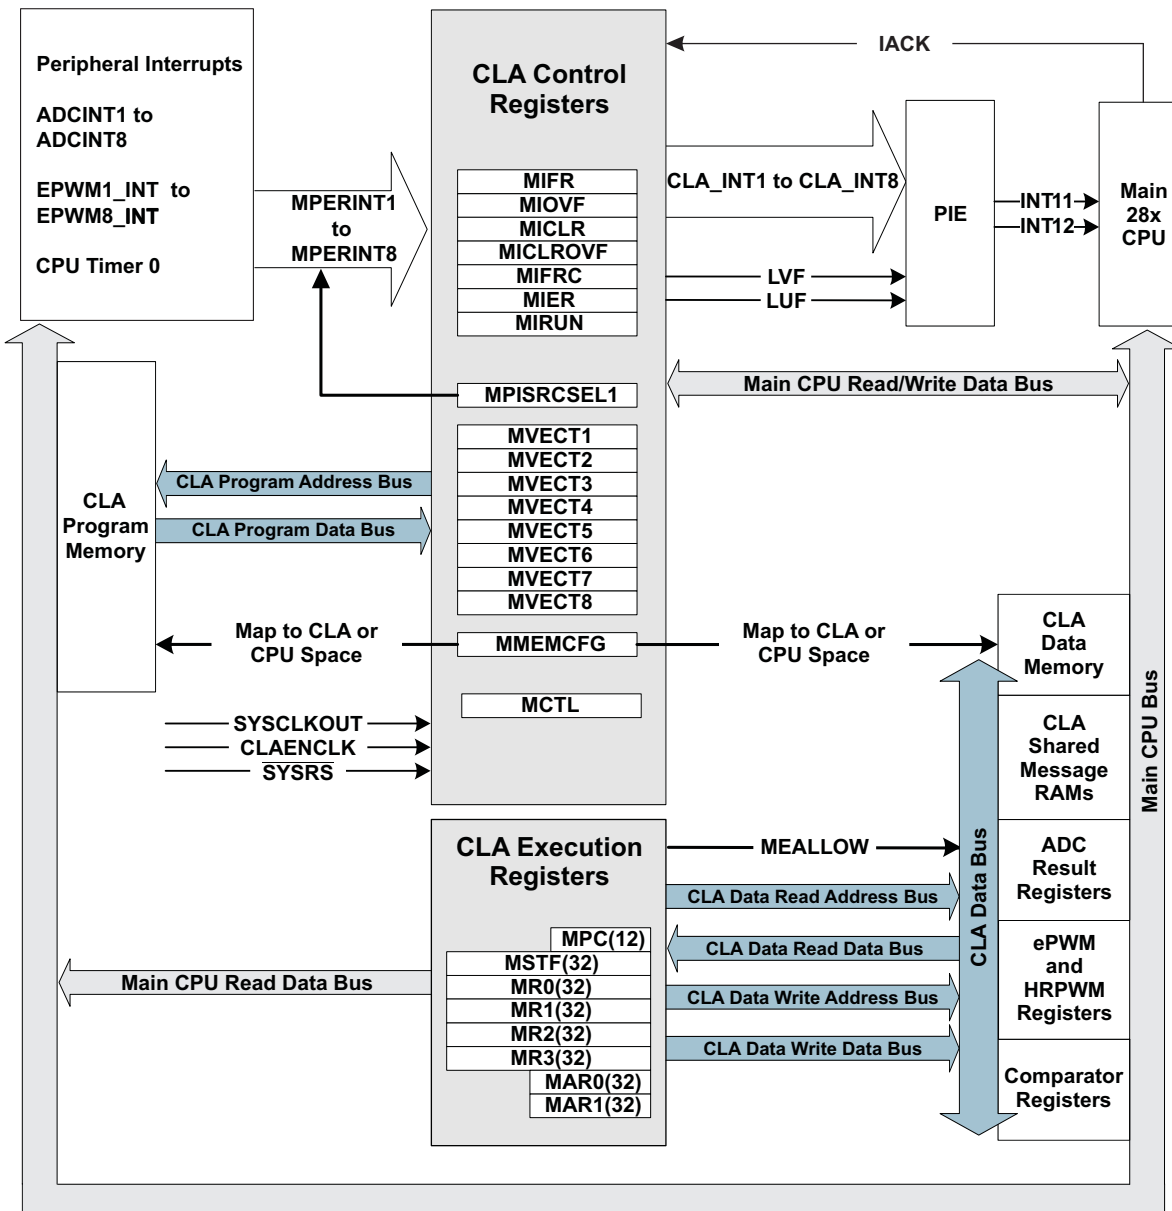 Peripheral Interrupts
ADCINT1 to
ADCINT8
EPWM1_INT to
EPWM8_INT
CPU Timer 0
MPERINT1
to
MPERINT8
CLA Control
Registers
MIFR
MIOVF
MICLR
MICLROVF
MIFRC
MIER
MIRUN
MPISRCSEL1
MVECT1
MVECT2
MVECT3
MVECT4
MVECT5
MVECT6
MVECT7
MVECT8
MMEMCFG
MCTL
IACK
CLA_INT1 to CLA_INT8
LVF
LUF
PIE
INT11
INT12
Main
28x
CPU
Main CPU Read/Write Data Bus
CLA
Program
Memory
CLA Program Address Bus
CLA Program Data Bus
Map to CLA or
CPU Space
Map to CLA or
CPU Space
SYSCLKOUT
CLAENCLK
SYSRS
CLA
Data
Memory
CLA
Shared
Message
RAMs
ADC
Result
Registers
ePWM
and
HRPWM
Registers
Comparator
Registers
Main CPU Bus
CLA Data Bus
CLA Execution
Registers
MPC(12)
MSTF(32)
MR0(32)
MR1(32)
MR2(32)
MR3(32)
MAR0(32)
MAR1(32)
MEALLOW
CLA Data Read Address Bus
CLA Data Read Data Bus
CLA Data Write Address Bus
CLA Data Write Data Bus
Main CPU Read Data Bus